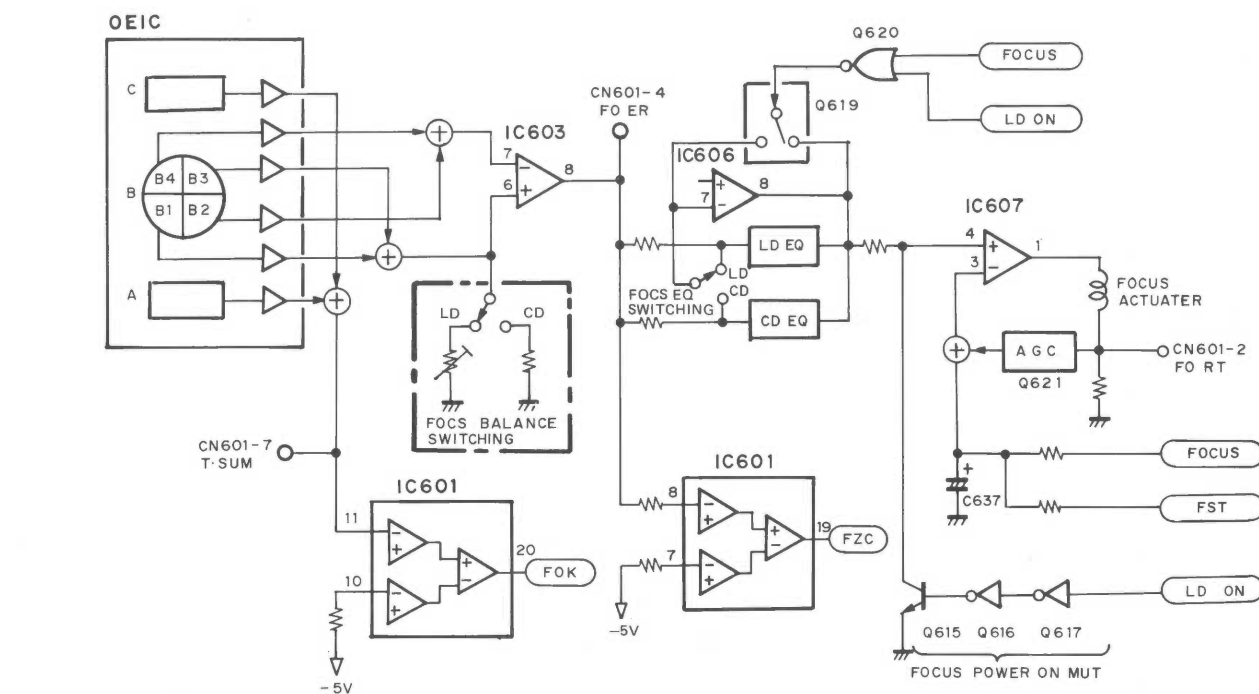 OEIC
C
B
B4
B3
B1
B2
A
IC603
7
6
-
+
8
LD
CD
FOCS BALANCE
SWITCHING
CN601-7
T·SUM
IC601
11
10
-
+
-
+
+
-
20
FOK
-5V
CN601-4
FO ER
Q620
FOCUS
LD ON
Q619
IC606
7
+
-
8
LD EQ
LD
CD
FOCS EQ
SWITCHING
CD EQ
IC607
4
3
+
-
1
FOCUS
ACTUATER
AGC
Q621
CN601-2
FO RT
IC601
8
7
-
+
-
+
+
-
19
FZC
-5V
+
C637
FOCUS
FST
LD ON
Q615
Q616
Q617
FOCUS POWER ON MUT